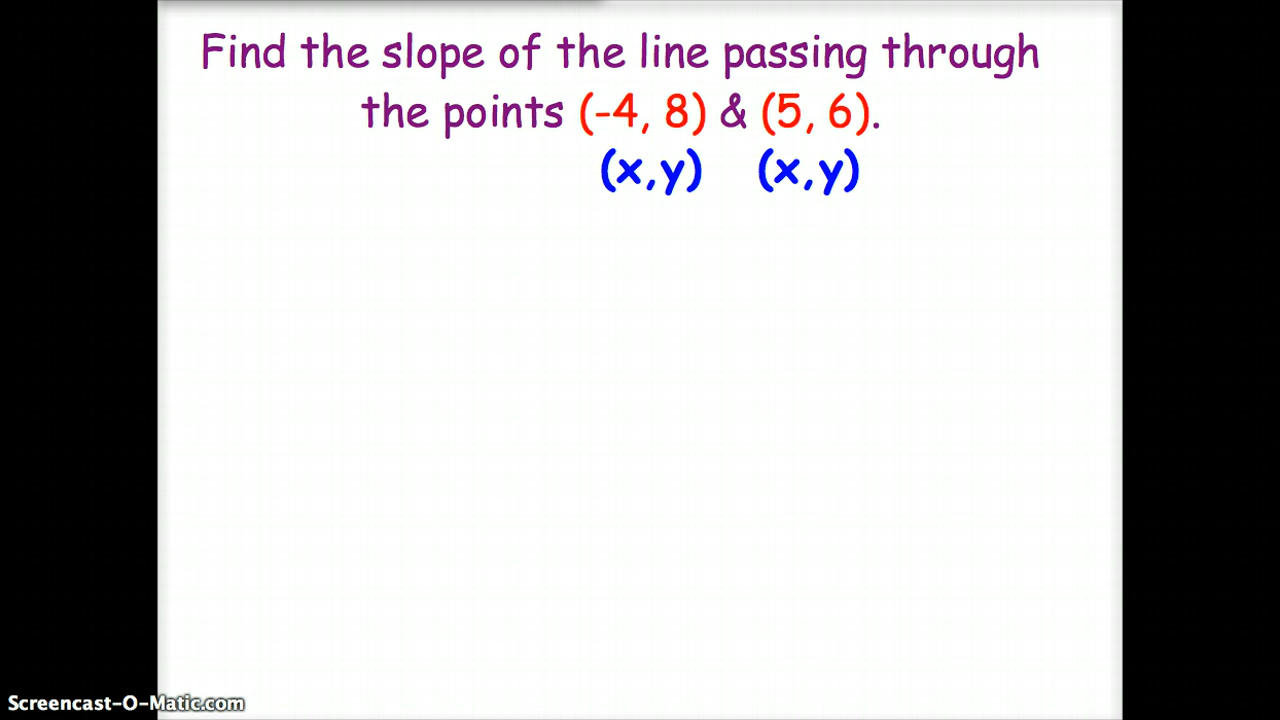 Find the slope of the line passing through
the points (-4, 8) & (5, 6).
(x,y) (x,y)
Screencast-O-Matic.com